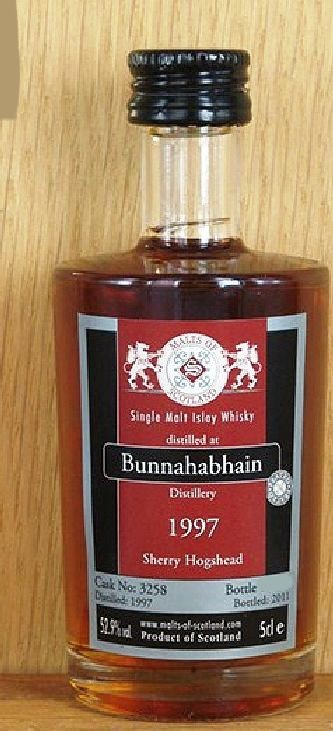 MALTS OF
SCOTLAND
Single Malt Islay Whisky
distilled at
Bunnahabhain
Distillery
1997
Sherry Hogshead
Cask No: 3258 Bottle
Distilled: 1997 Bottled: 2011
52.9% vol. www.malts-of-scotland.com 5cl e
Product of Scotland